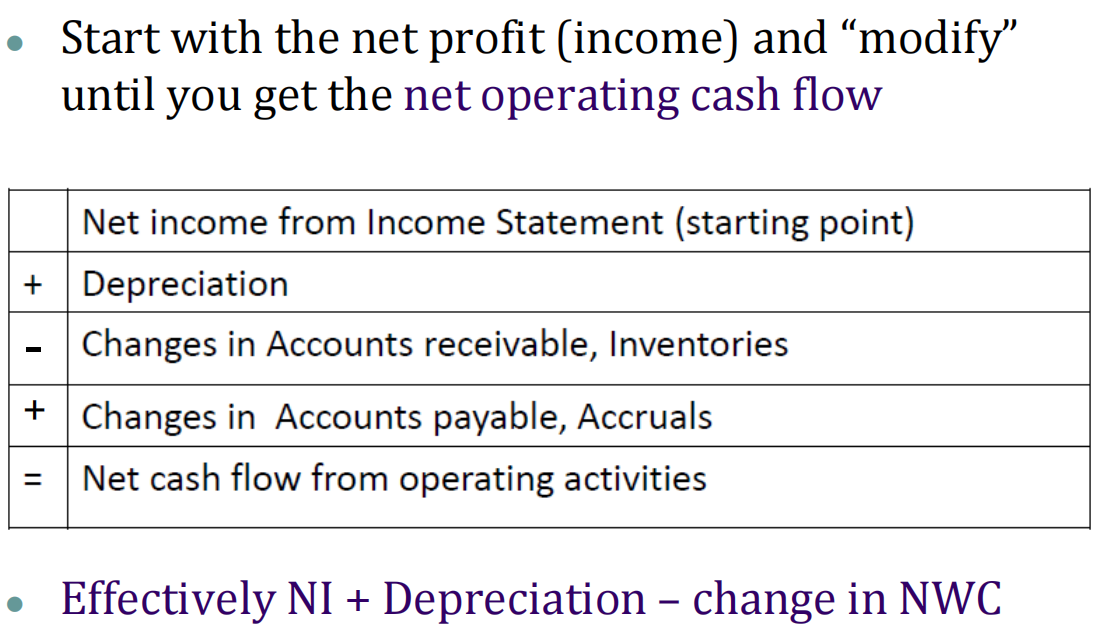 • Start with the net profit (income) and “modify”
until you get the net operating cash flow
Net income from Income Statement (starting point)
+ Depreciation
- Changes in Accounts receivable, Inventories
+ Changes in Accounts payable, Accruals
= Net cash flow from operating activities
• Effectively NI + Depreciation – change in NWC